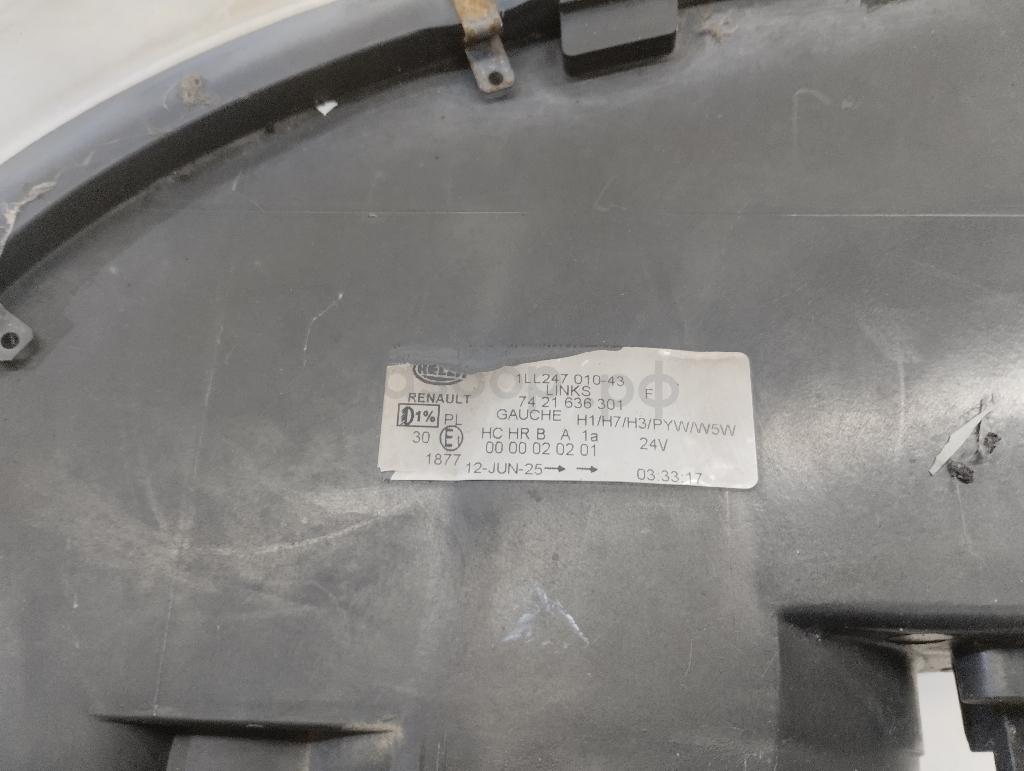 HELLA
1LL247 010-43
LINKS F
RENAULT
74 21 636 301
GAUCHE H1/H7/H3/PYW/W5W
1% PL
30 E1 HC HR B A 1a 24V
00 00 02 02 01
1877
12-JUN-25 03:33:17